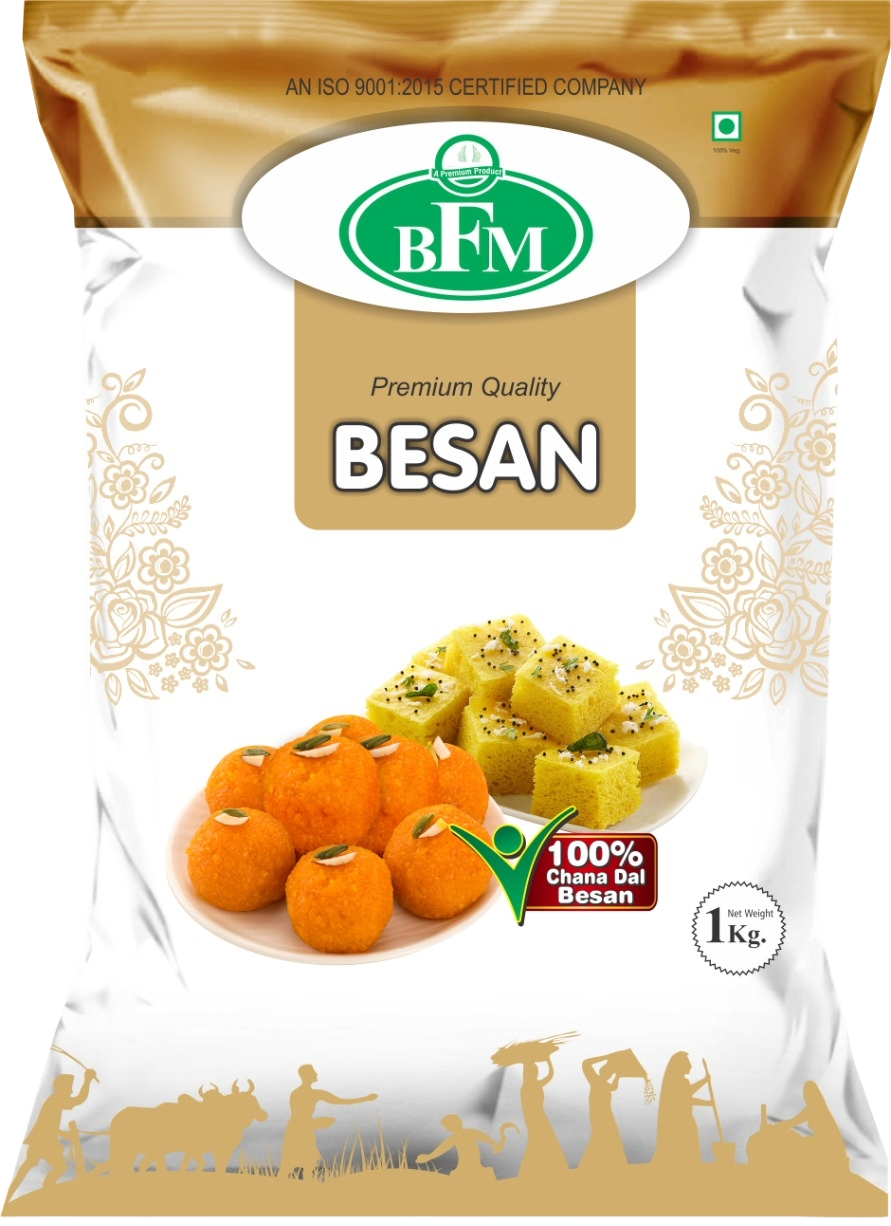 AN ISO 9001:2015 CERTIFIED COMPANY
100% Veg
A Premium Product
BFM
Premium Quality
BESAN
100%
Chana Dal
Besan
Net Weight
1Kg.